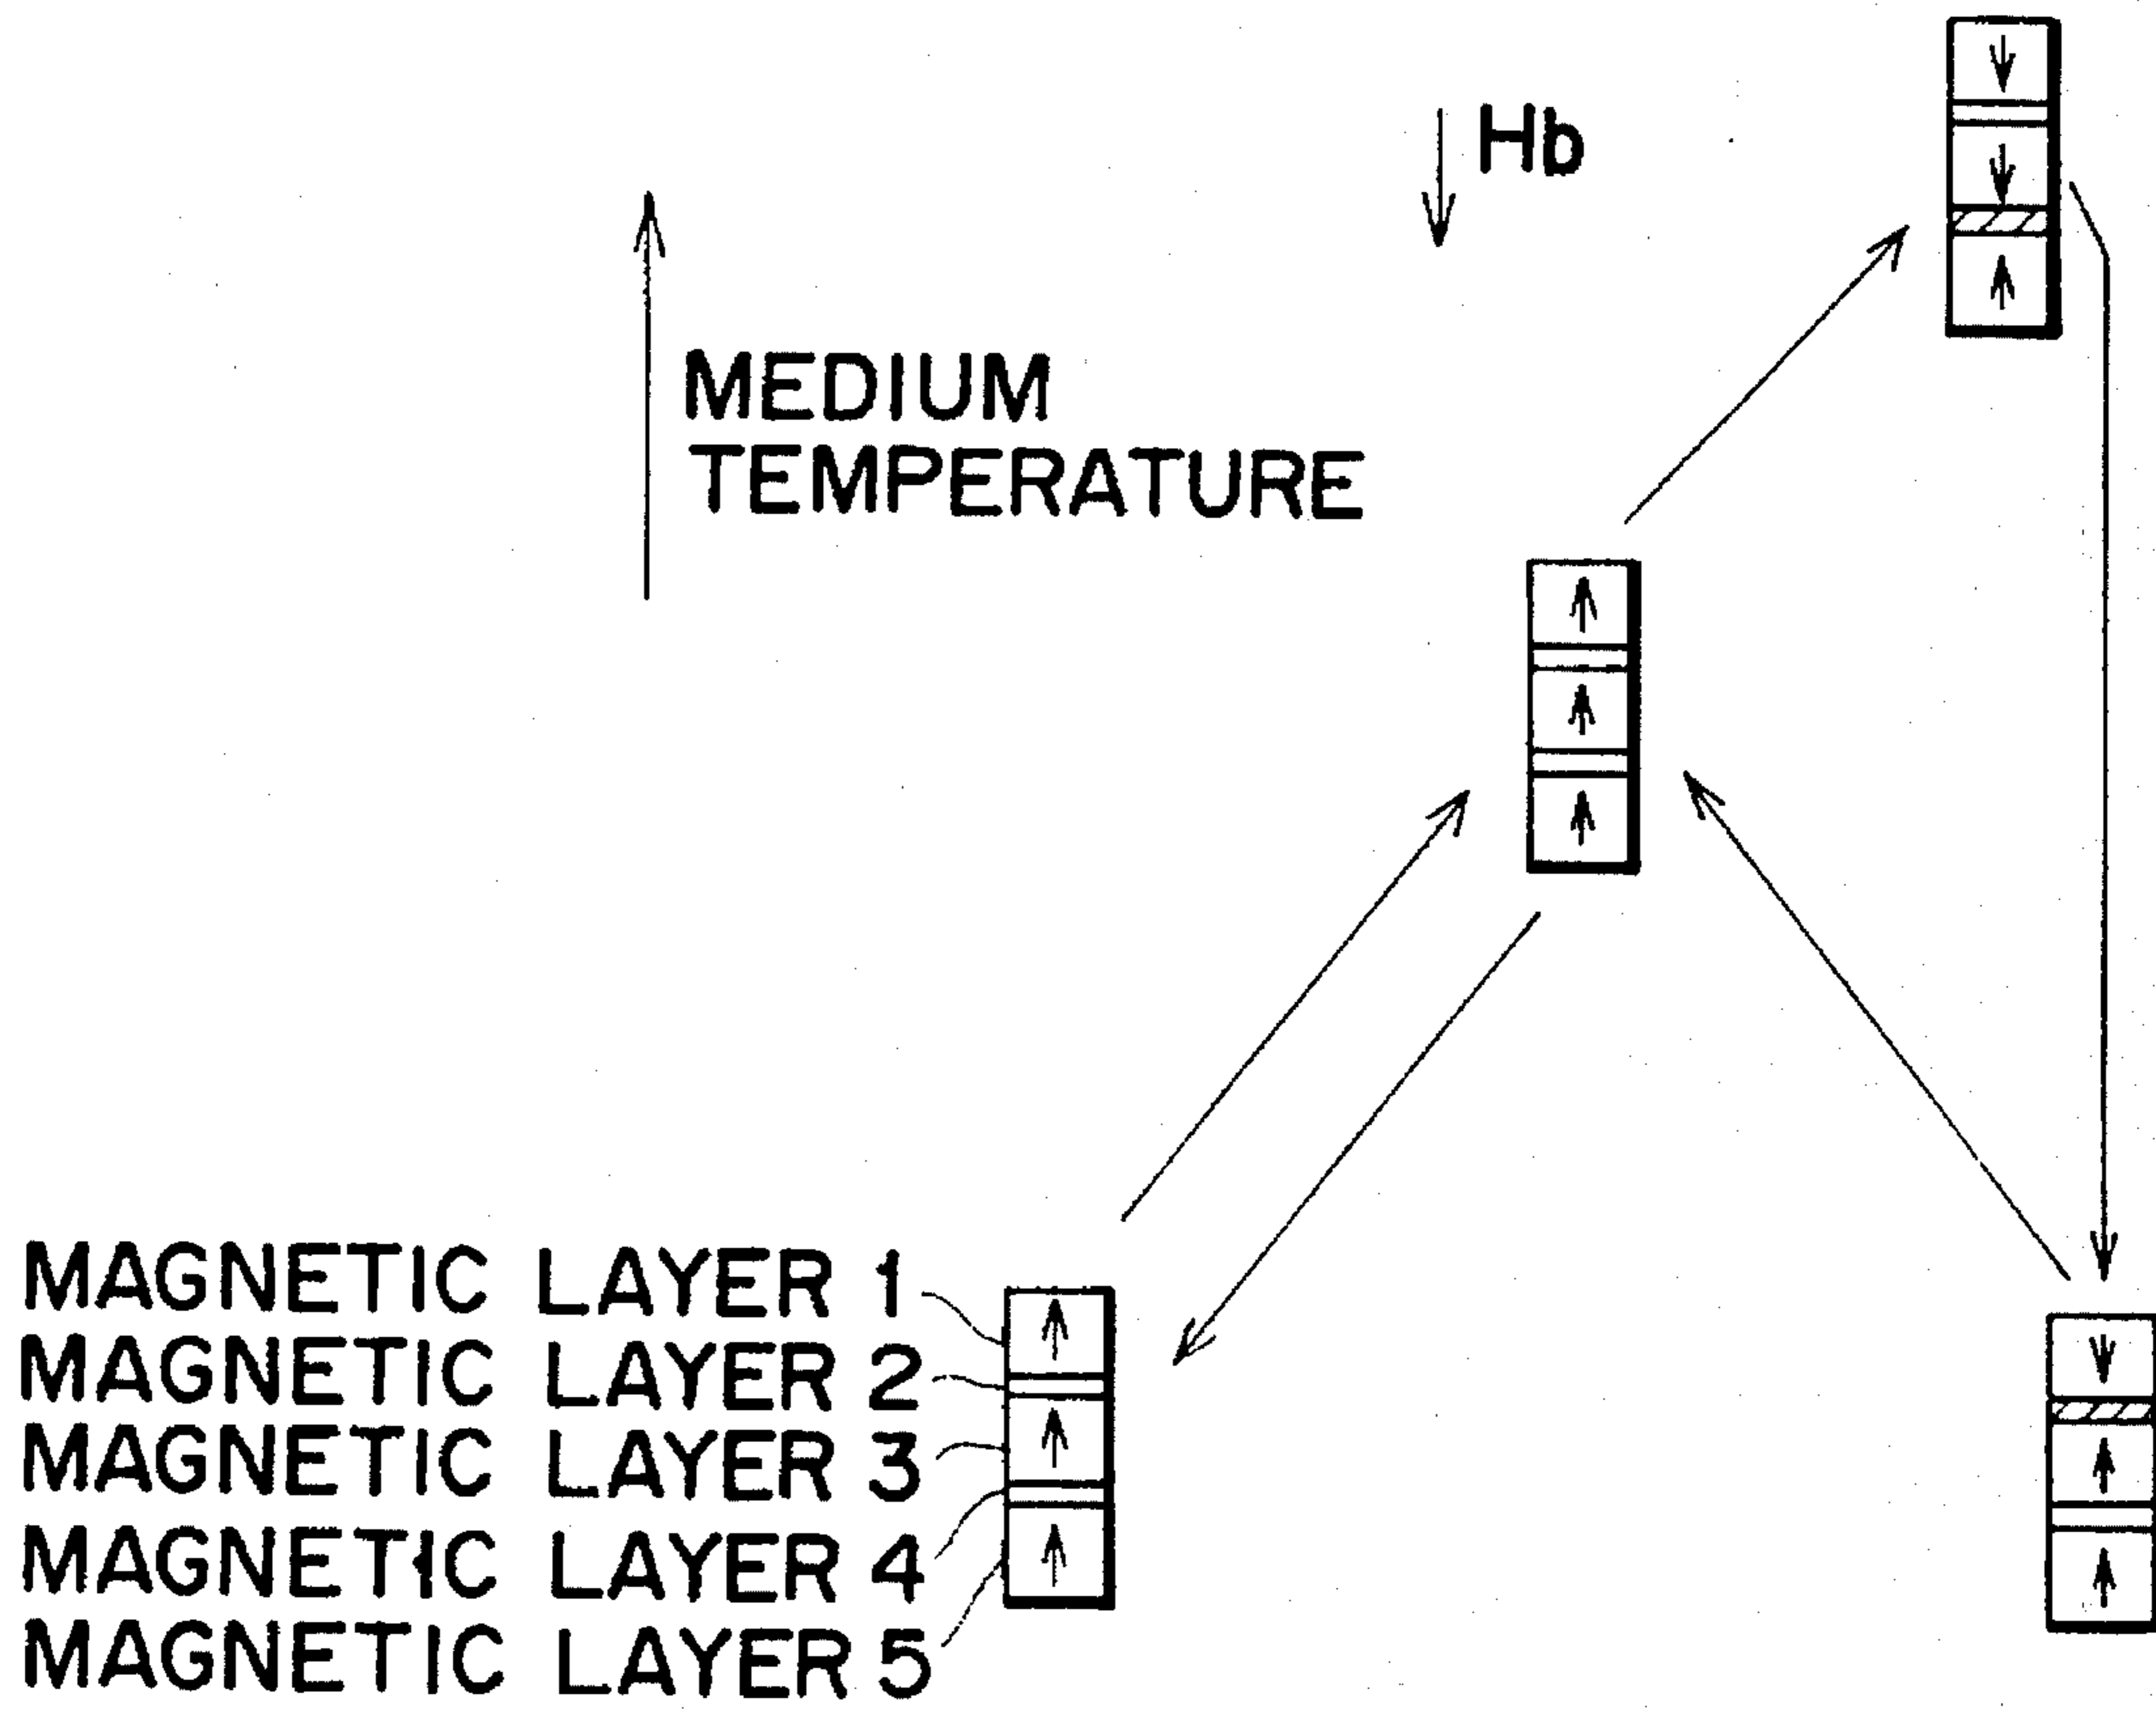 Hb
MEDIUM
TEMPERATURE
MAGNETIC LAYER 1
MAGNETIC LAYER 2
MAGNETIC LAYER 3
MAGNETIC LAYER 4
MAGNETIC LAYER 5